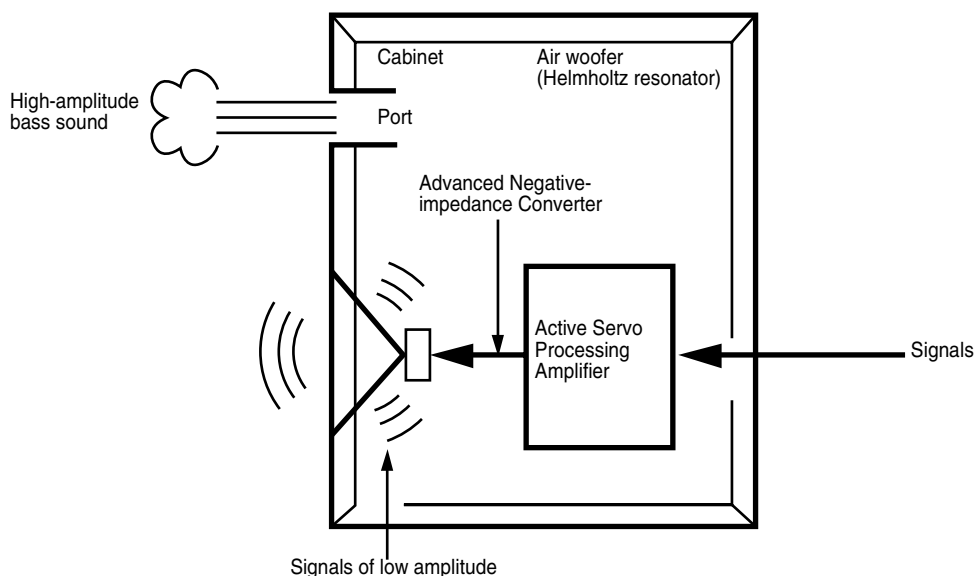 Cabinet
Air woofer
(Helmholtz resonator)
High-amplitude
bass sound
Port
Advanced Negative-
impedance Converter
Active Servo
Processing
Amplifier
Signals
Signals of low amplitude